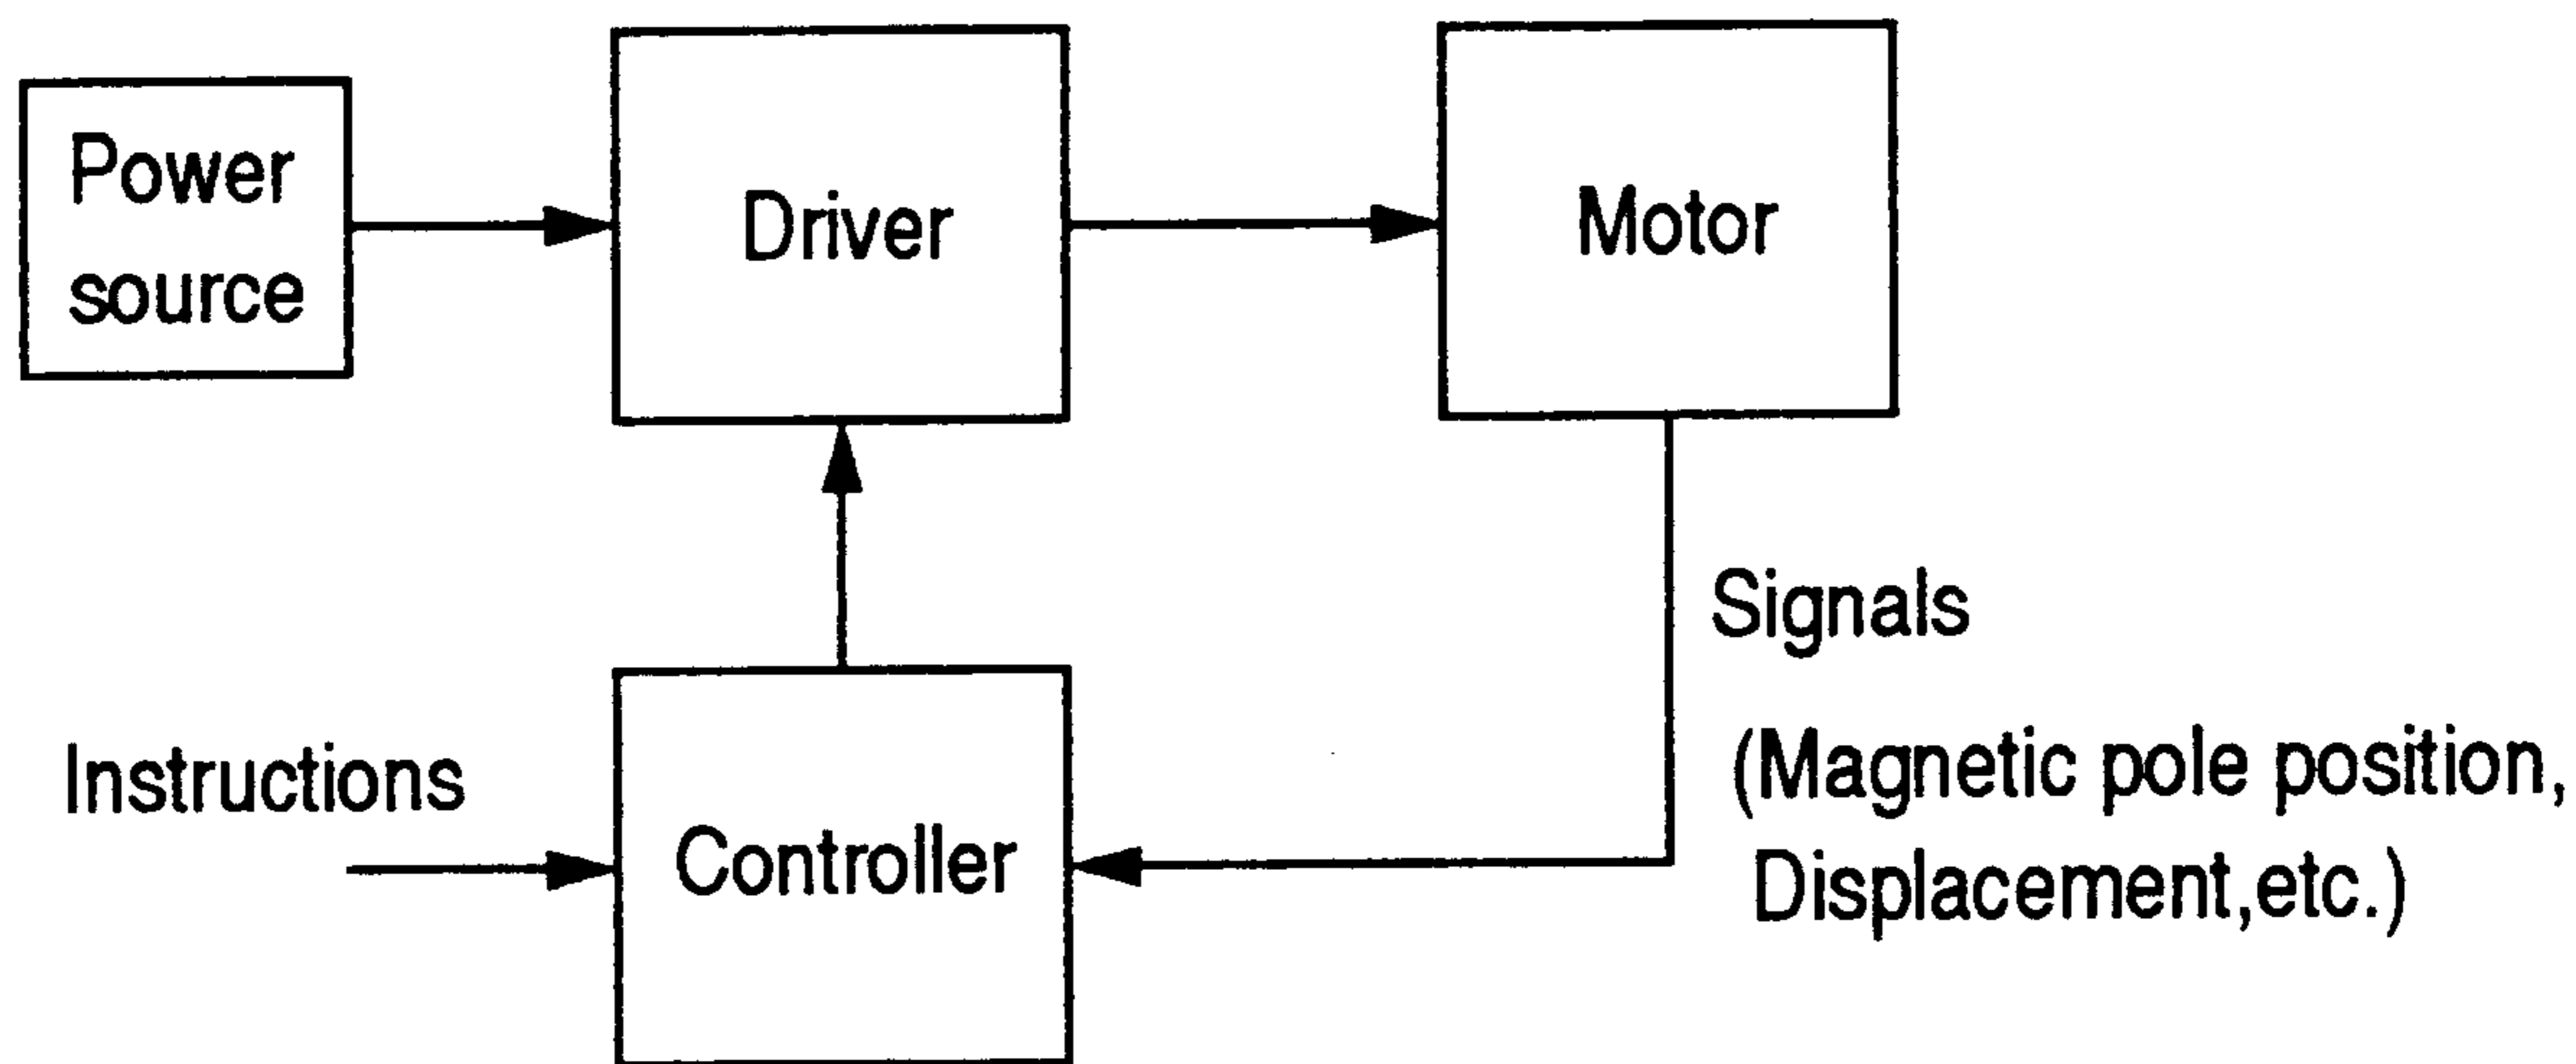 Power
source
Driver
Motor
Signals
(Magnetic pole position,
Displacement,etc.)
Instructions
Controller